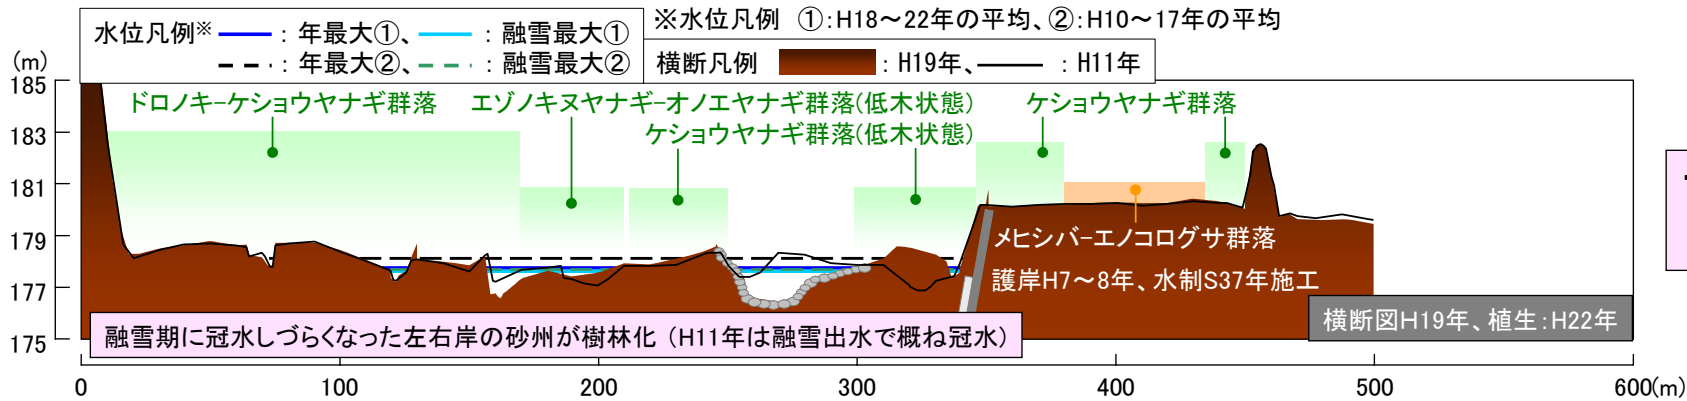 ※水位凡例 ①:H18～22年の平均、②:H10～17年の平均
水位凡例※ : 年最大①、 : 融雪最大①
: 年最大②、 : 融雪最大②
横断凡例 : H19年、 : H11年
(m)
185
183
181
179
177
175
ドロノキ-ケショウヤナギ群落
エゾノキヌヤナギ-オノエヤナギ群落(低木状態)
ケショウヤナギ群落(低木状態)
ケショウヤナギ群落
メヒシバ-エノコログサ群落
護岸H7～8年、水制S37年施工
横断図H19年、植生:H22年
融雪期に冠水しづらくなった左右岸の砂州が樹林化 (H11年は融雪出水で概ね冠水)
0 100 200 300 400 500 600(m)